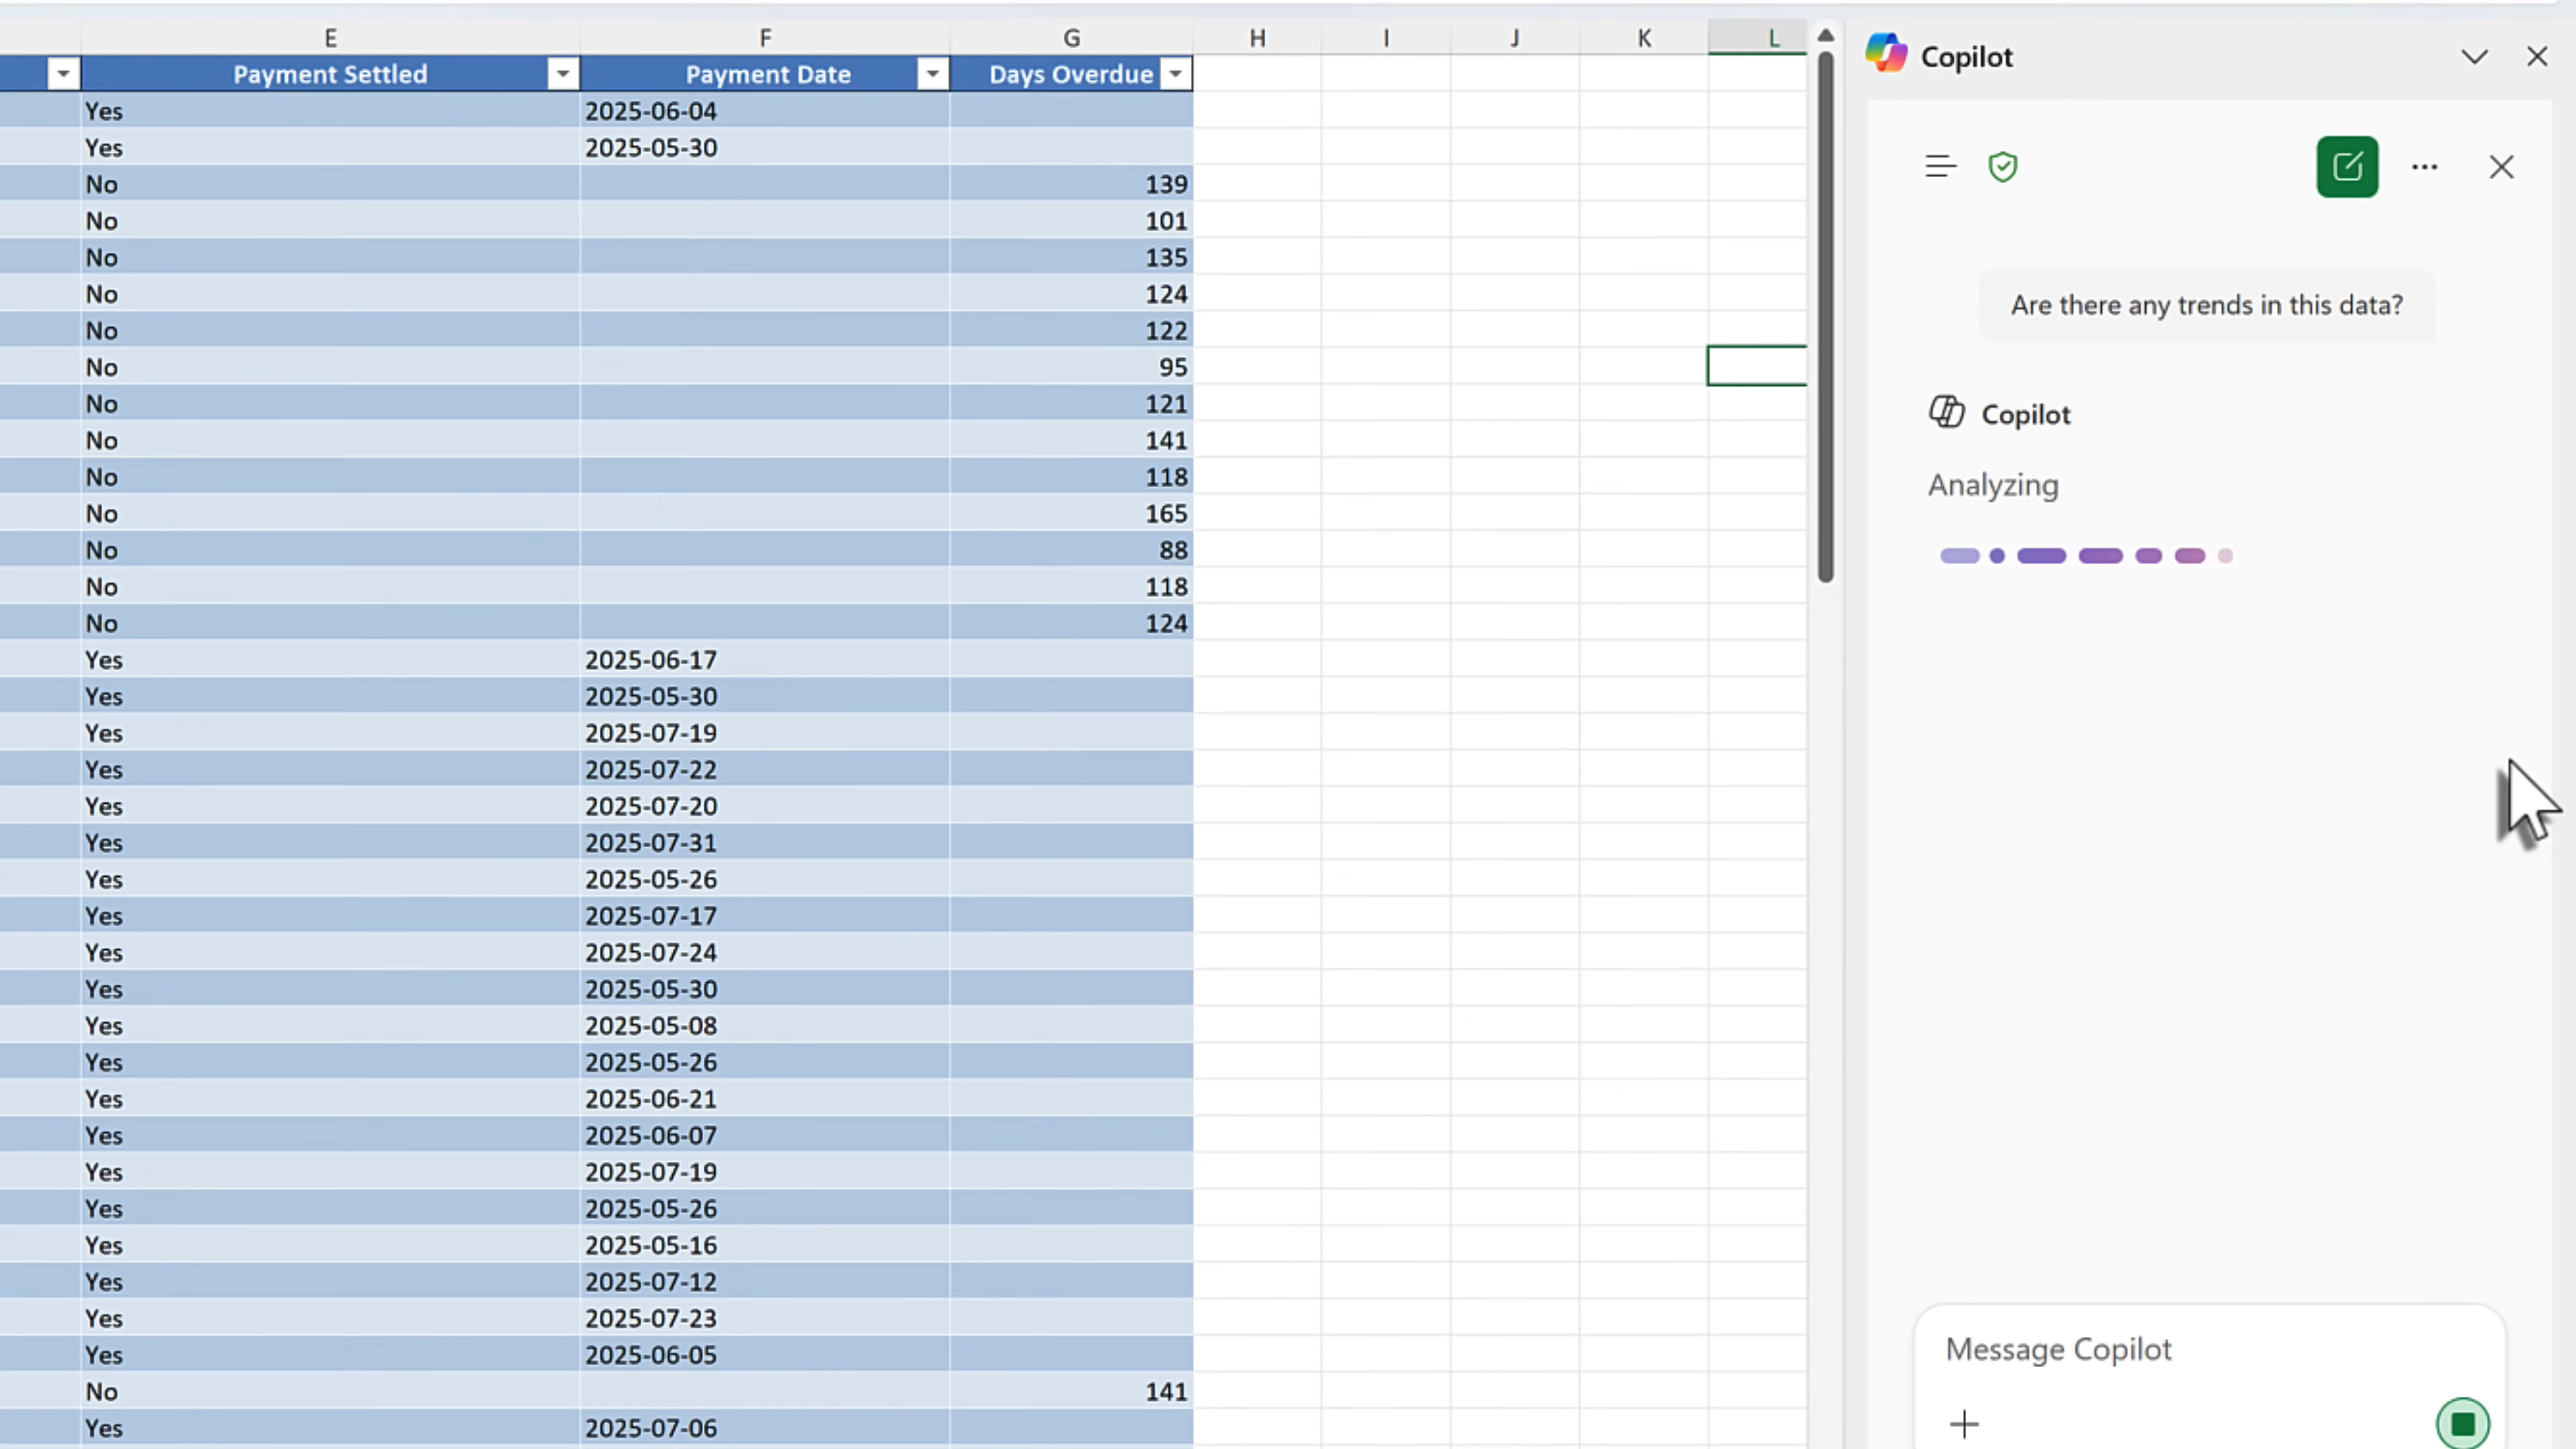 E F G H I J K L
Payment Settled Payment Date Days Overdue
Yes 2025-06-04
Yes 2025-05-30
No 139
No 101
No 135
No 124
No 122
No 95
No 121
No 141
No 118
No 165
No 88
No 118
No 124
Yes 2025-06-17
Yes 2025-05-30
Yes 2025-07-19
Yes 2025-07-22
Yes 2025-07-20
Yes 2025-07-31
Yes 2025-05-26
Yes 2025-07-17
Yes 2025-07-24
Yes 2025-05-30
Yes 2025-05-08
Yes 2025-05-26
Yes 2025-06-21
Yes 2025-06-07
Yes 2025-07-19
Yes 2025-05-26
Yes 2025-05-16
Yes 2025-07-12
Yes 2025-07-23
Yes 2025-06-05
No 141
Yes 2025-07-06
Copilot
Are there any trends in this data?
Copilot
Analyzing
Message Copilot